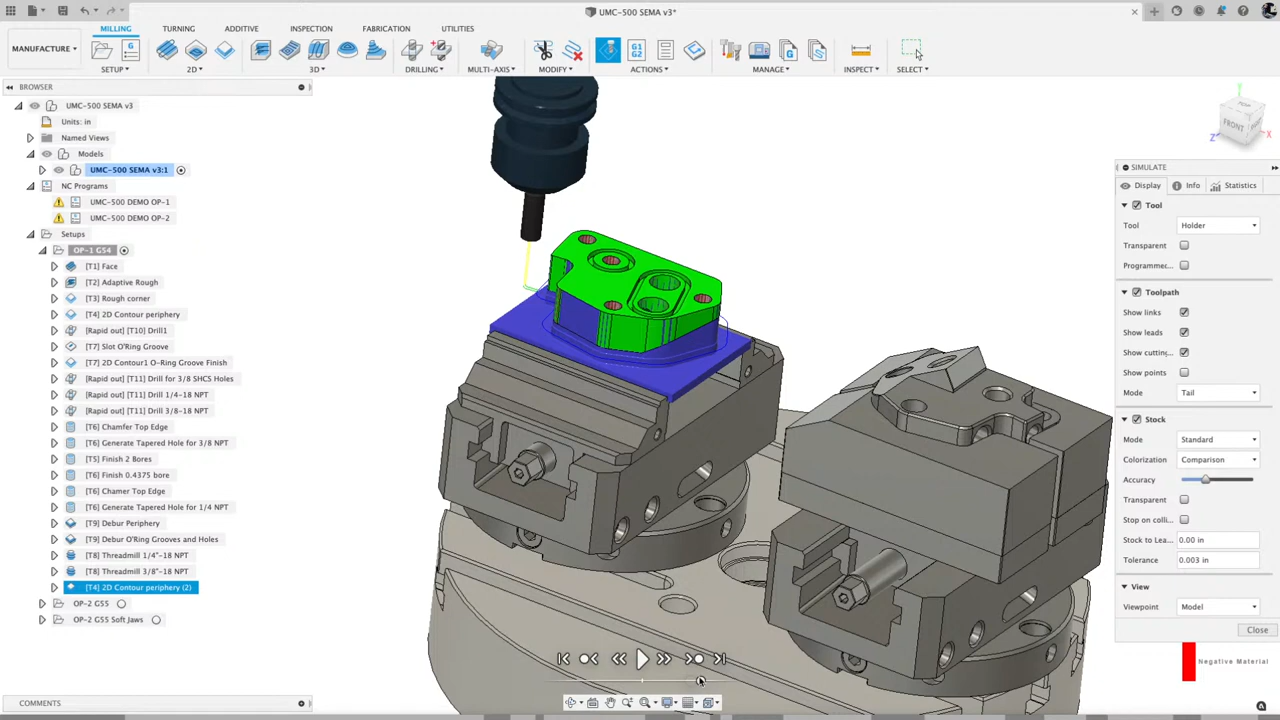 UMC-500 SEMA v3*
MILLING TURNING ADDITIVE INSPECTION FABRICATION UTILITIES
MANUFACTURE
G1
G2
SETUP 2D 3D DRILLING MULTI-AXIS MODIFY ACTIONS MANAGE INSPECT SELECT
BROWSER
UMC-500 SEMA v3
Units: in
Named Views
Models
UMC-500 SEMA v3:1
NC Programs
UMC-500 DEMO OP-1
UMC-500 DEMO OP-2
Setups
OP-1 G54
[T1] Face
[T2] Adaptive Rough
[T3] Rough corner
[T4] 2D Contour periphery
[Rapid out] [T10] Drill1
[T7] Slot O'Ring Groove
[T7] 2D Contour1 O-Ring Groove Finish
[Rapid out] [T11] Drill for 3/8 SHCS Holes
[Rapid out] [T11] Drill 1/4-18 NPT
[Rapid out] [T11] Drill 3/8-18 NPT
[T6] Chamfer Top Edge
[T6] Generate Tapered Hole for 3/8 NPT
[T5] Finish 2 Bores
[T6] Finish 0.4375 bore
[T6] Chamer Top Edge
[T6] Generate Tapered Hole for 1/4 NPT
[T9] Debur Periphery
[T9] Debur O'Ring Grooves and Holes
[T8] Threadmill 1/4"-18 NPT
[T8] Threadmill 3/8"-18 NPT
[T4] 2D Contour periphery (2)
OP-2 G55
OP-2 G55 Soft Jaws
COMMENTS
TOP
FRONT
Z
X
SIMULATE
Display Info Statistics
Tool
Tool Holder
Transparent
Programme...
Toolpath
Show links
Show leads
Show cuttin...
Show points
Mode Tail
Stock
Mode Standard
Colorization Comparison
Accuracy
Transparent
Stop on colli...
Stock to Lea... 0.00 in
Tolerance 0.003 in
View
Viewpoint Model
Close
Negative Material